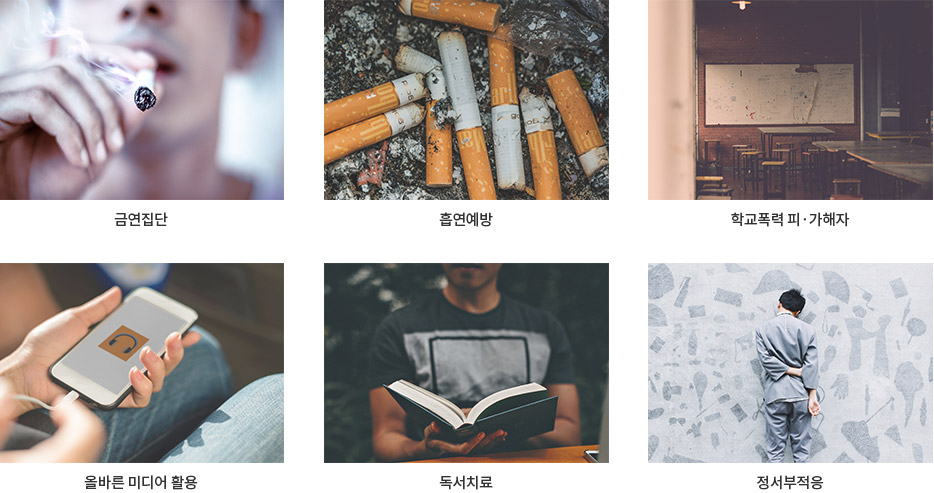 금연집단
흡연예방
학교폭력 피·가해자
올바른 미디어 활용
독서치료
정서부적응